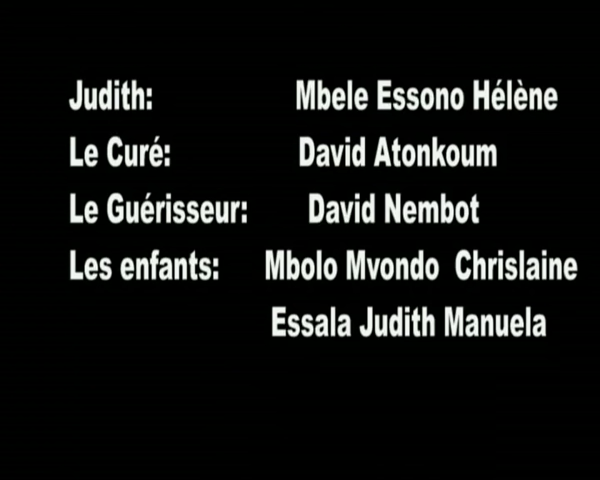 Judith: Mbele Essono Hélène
Le Curé: David Atonkoum
Le Guérisseur: David Nembot
Les enfants: Mbolo Mvondo Chrislaine
Essala Judith Manuela